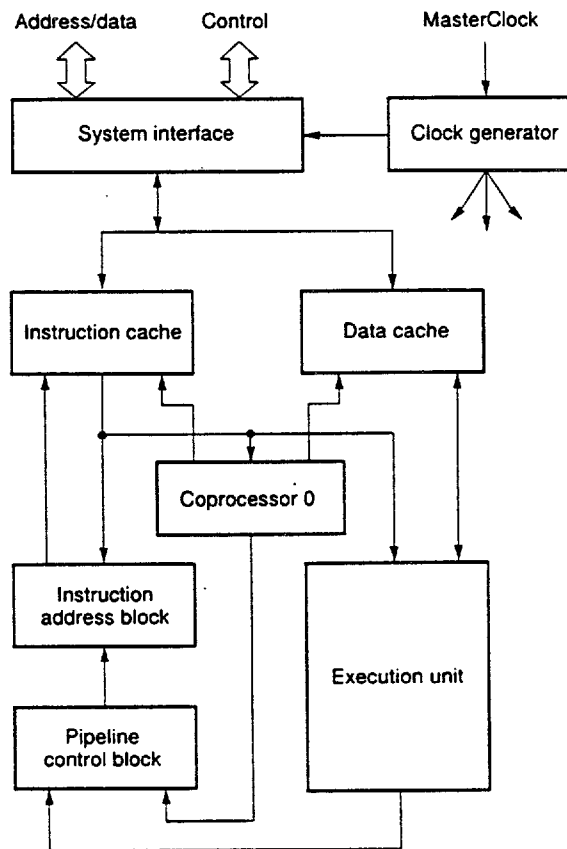 Address/data
Control
MasterClock
System interface
Clock generator
Instruction cache
Data cache
Coprocessor 0
Instruction
address block
Execution unit
Pipeline
control block